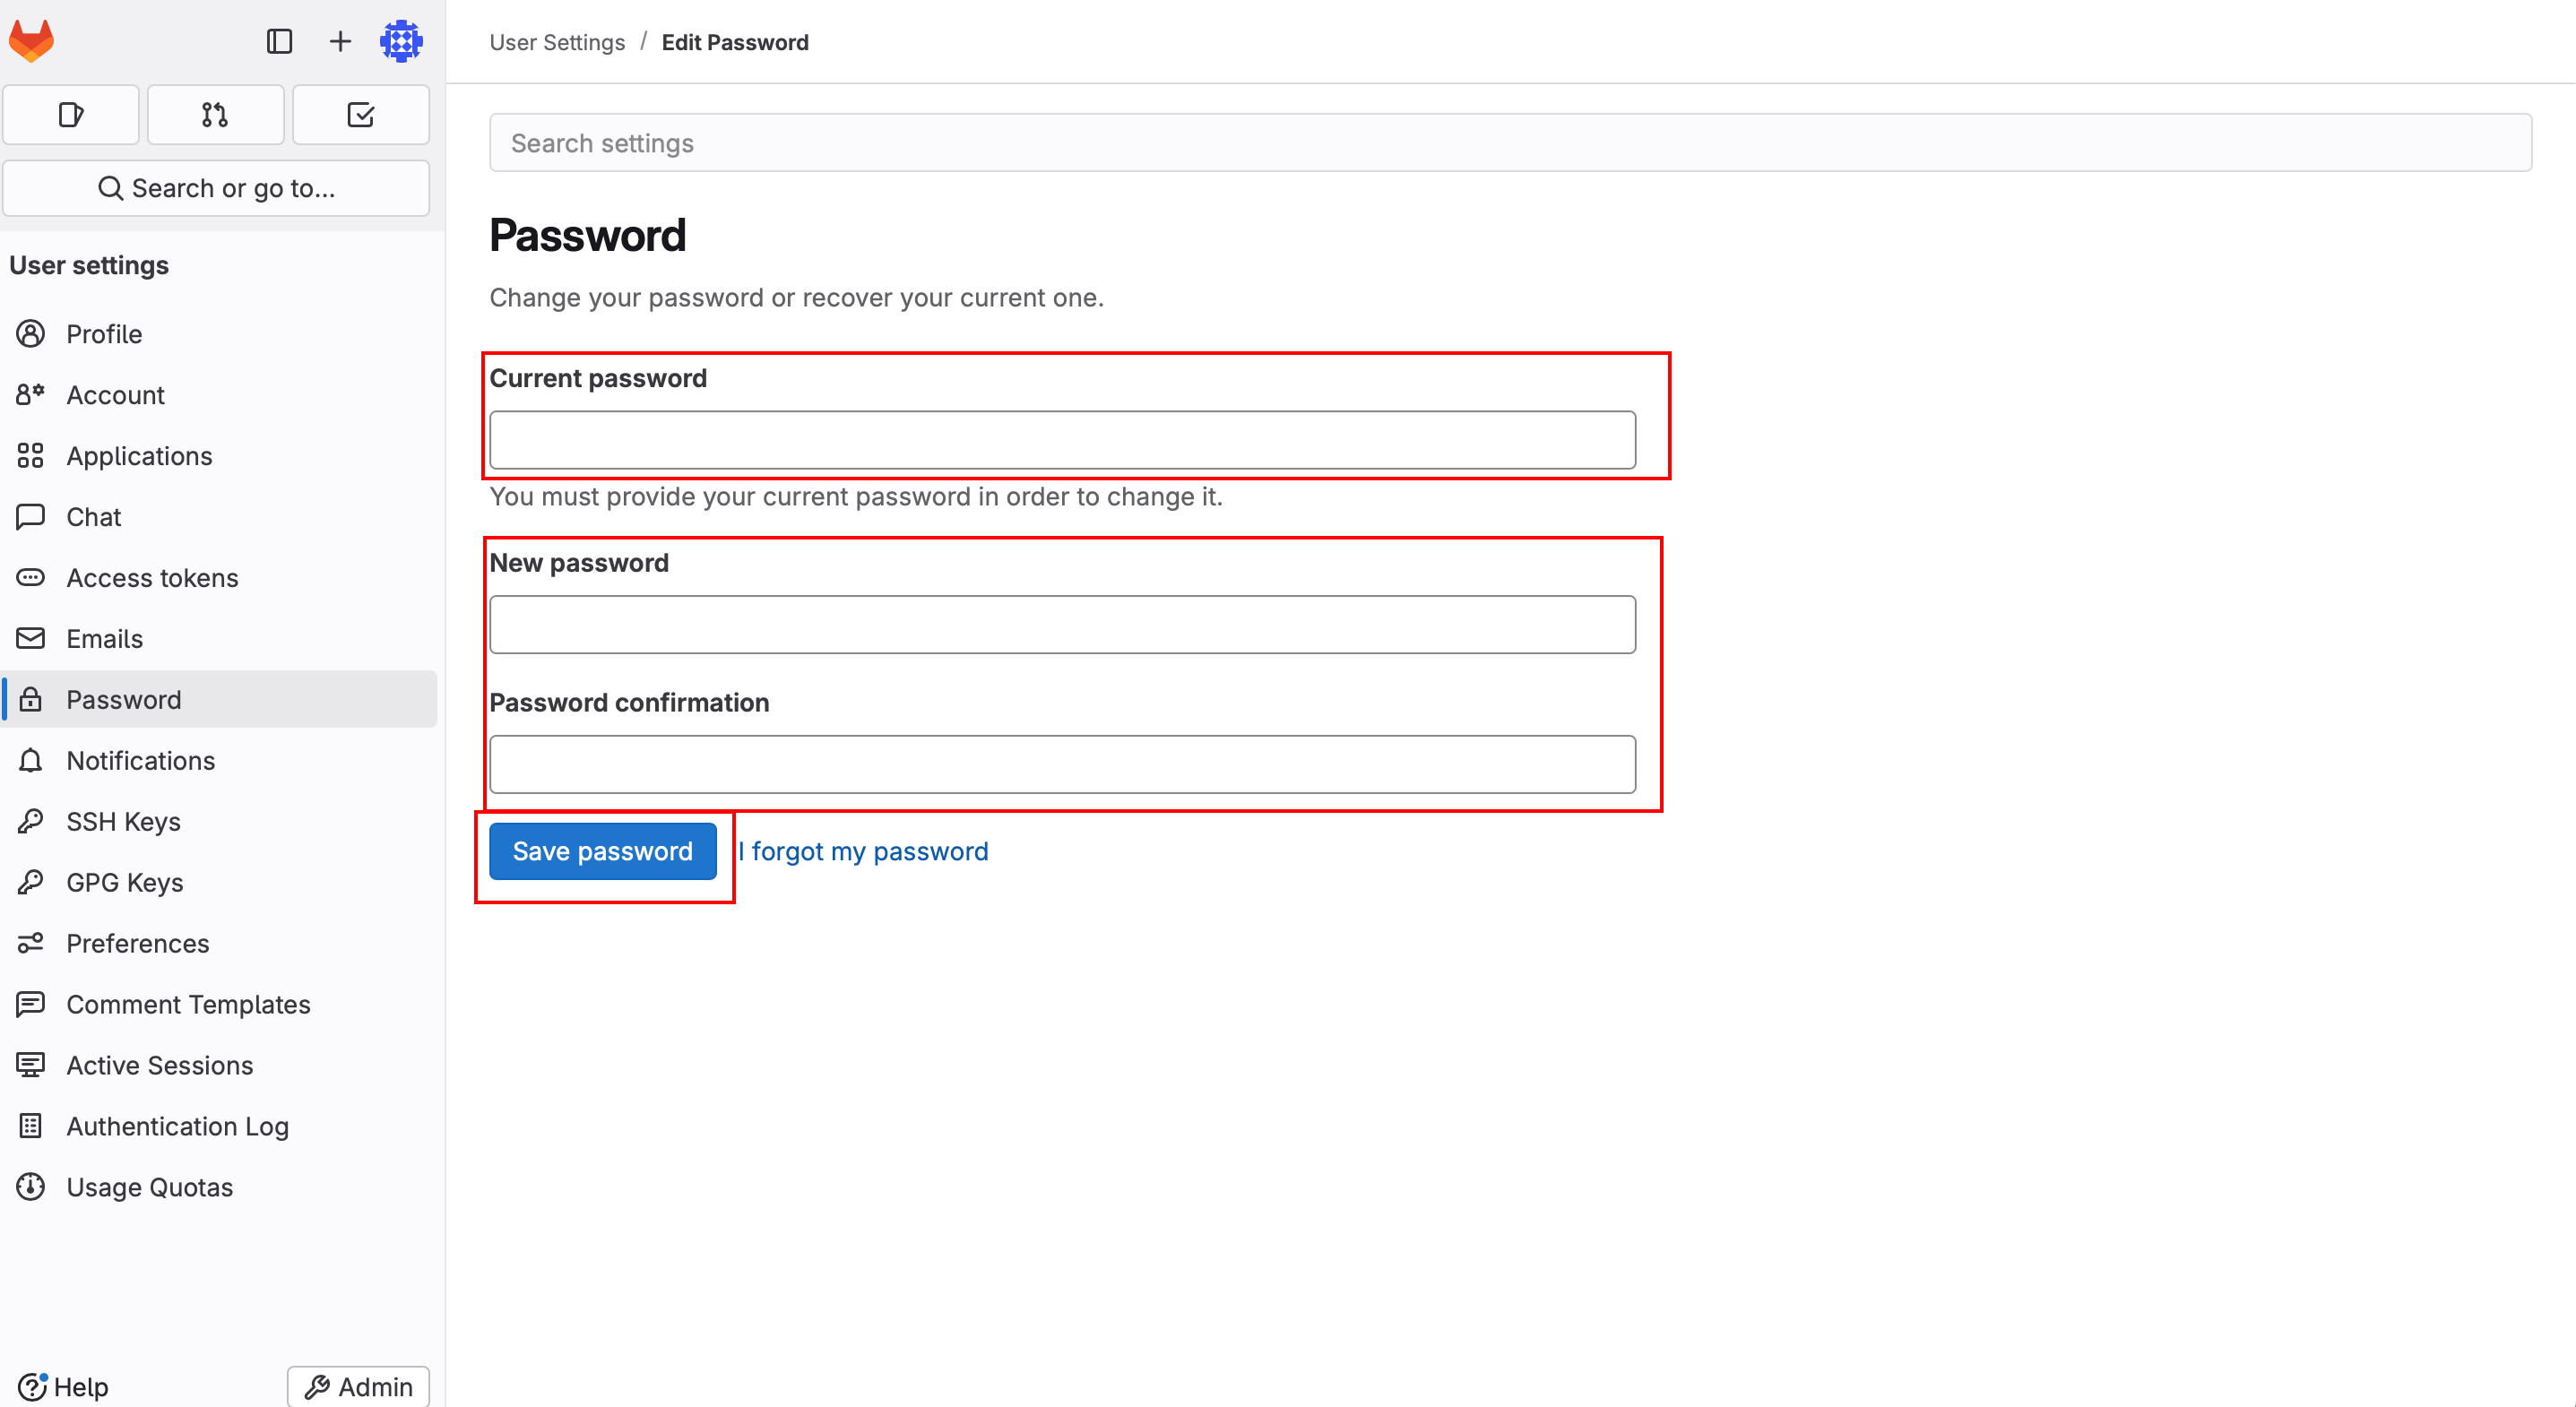 User Settings / Edit Password
Search or go to...
User settings
Profile
Account
Applications
Chat
Access tokens
Emails
Password
Notifications
SSH Keys
GPG Keys
Preferences
Comment Templates
Active Sessions
Authentication Log
Usage Quotas
Help
Admin
Search settings
Password
Change your password or recover your current one.
Current password
You must provide your current password in order to change it.
New password
Password confirmation
Save password I forgot my password